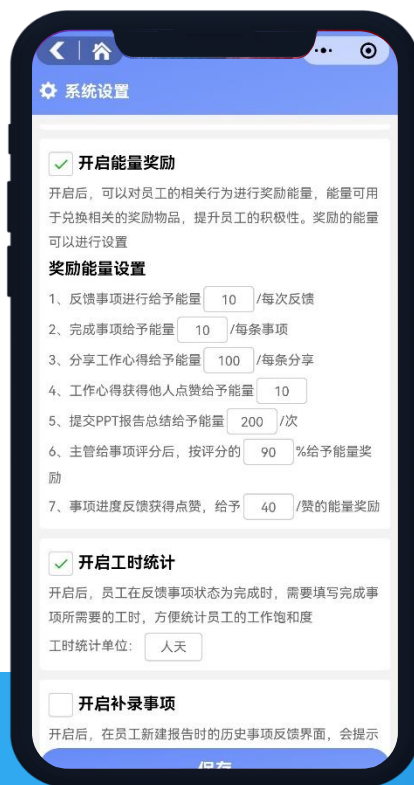 系统设置
开启能量奖励
开启后，可以对员工的相关行为进行奖励能量，能量可用
于兑换相关的奖励物品，提升员工的积极性。奖励的能量
可以进行设置
奖励能量设置
1、反馈事项进行给予能量 10 /每次反馈
2、完成事项给予能量 10 /每条事项
3、分享工作心得给予能量 100 /每条分享
4、工作心得获得他人点赞给予能量 10
5、提交PPT报告总结给予能量 200 /次
6、主管给事项评分后，按评分的 90 %给予能量奖
励
7、事项进度反馈获得点赞，给予 40 /赞的能量奖励
开启工时统计
开启后，员工在反馈事项状态为完成时，需要填写完成事
项所需要的工时，方便统计员工的工作饱和度
工时统计单位： 人天
开启补录事项
开启后，在员工新建报告时的历史事项反馈界面，会提示
保存